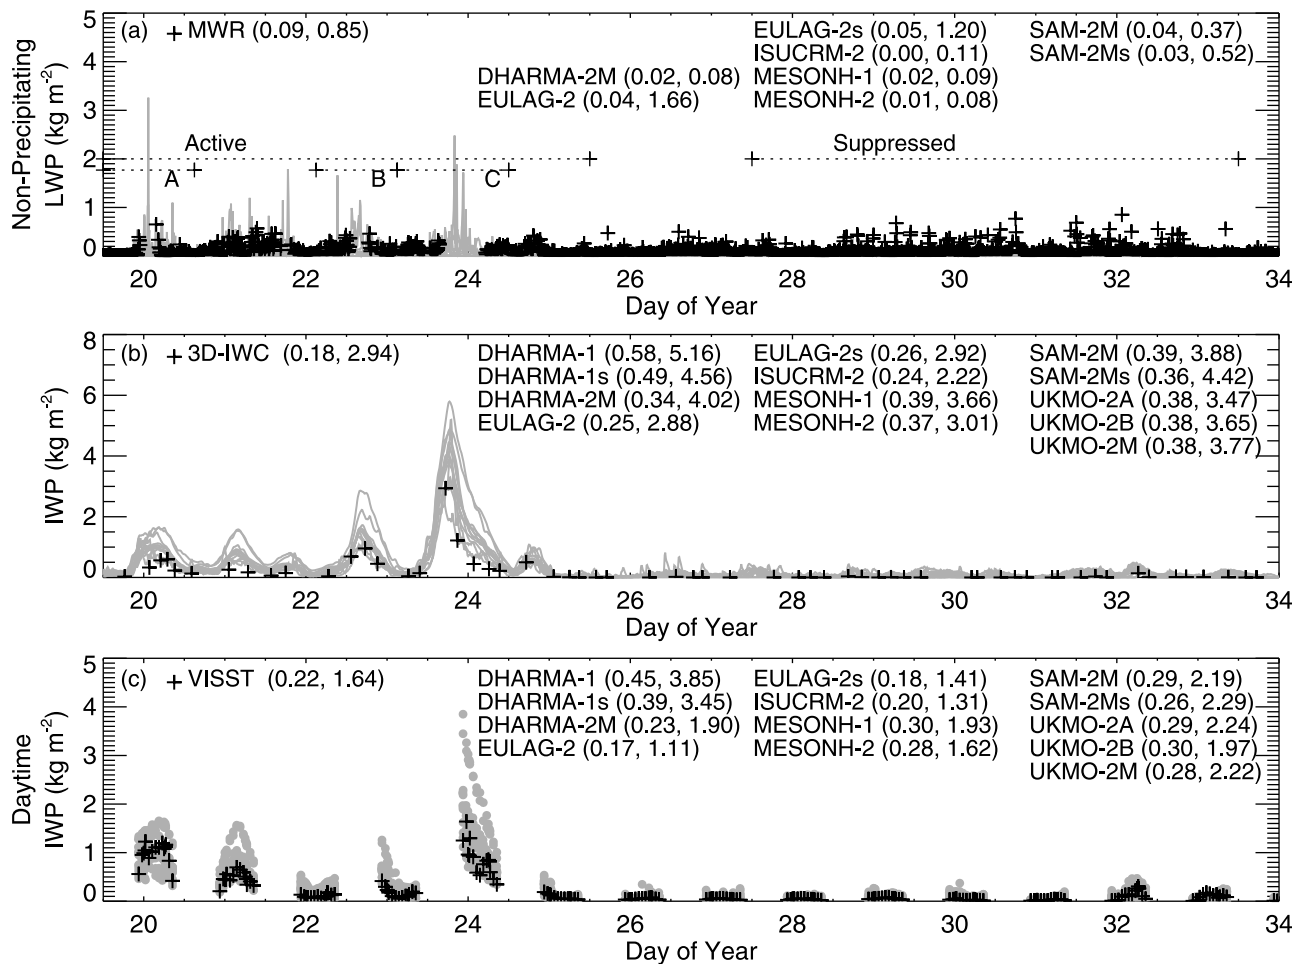 (a) + MWR (0.09, 0.85) EULAG-2s (0.05, 1.20) SAM-2M (0.04, 0.37)
ISUCRM-2 (0.00, 0.11) SAM-2Ms (0.03, 0.52)
DHARMA-2M (0.02, 0.08) MESONH-1 (0.02, 0.09)
EULAG-2 (0.04, 1.66) MESONH-2 (0.01, 0.08)
Active Suppressed
A B C
Non-Precipitating
LWP (kg m-2)
5
4
3
2
1
0
20 22 24 26 28 30 32 34
Day of Year
(b) + 3D-IWC (0.18, 2.94) DHARMA-1 (0.58, 5.16) EULAG-2s (0.26, 2.92) SAM-2M (0.39, 3.88)
DHARMA-1s (0.49, 4.56) ISUCRM-2 (0.24, 2.22) SAM-2Ms (0.36, 4.42)
DHARMA-2M (0.34, 4.02) MESONH-1 (0.39, 3.66) UKMO-2A (0.38, 3.47)
EULAG-2 (0.25, 2.88) MESONH-2 (0.37, 3.01) UKMO-2B (0.38, 3.65)
UKMO-2M (0.38, 3.77)
IWP (kg m-2)
8
6
4
2
0
20 22 24 26 28 30 32 34
Day of Year
(c) + VISST (0.22, 1.64) DHARMA-1 (0.45, 3.85) EULAG-2s (0.18, 1.41) SAM-2M (0.29, 2.19)
DHARMA-1s (0.39, 3.45) ISUCRM-2 (0.20, 1.31) SAM-2Ms (0.26, 2.29)
DHARMA-2M (0.23, 1.90) MESONH-1 (0.30, 1.93) UKMO-2A (0.29, 2.24)
EULAG-2 (0.17, 1.11) MESONH-2 (0.28, 1.62) UKMO-2B (0.30, 1.97)
UKMO-2M (0.28, 2.22)
Daytime
IWP (kg m-2)
5
4
3
2
1
0
20 22 24 26 28 30 32 34
Day of Year